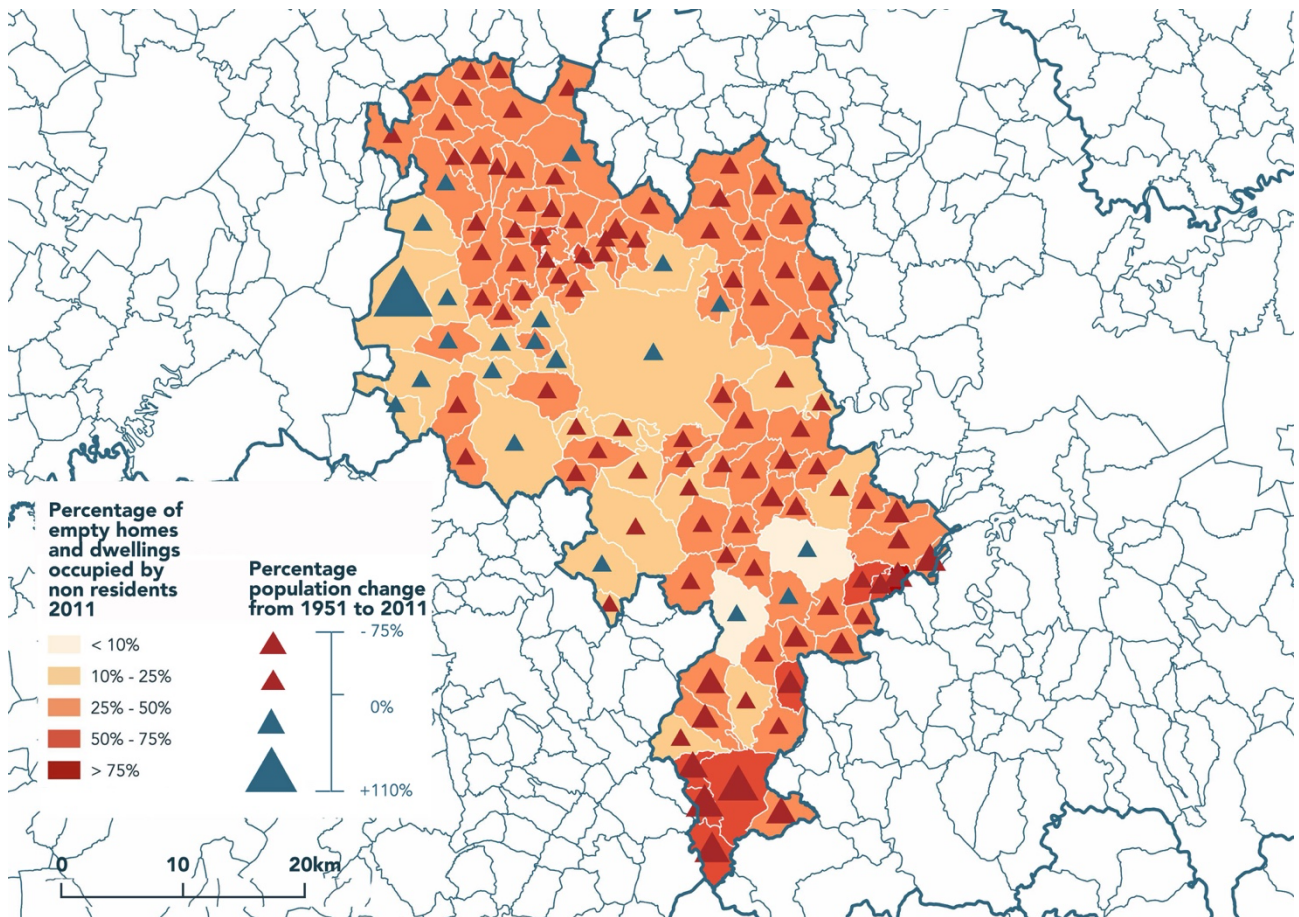 Percentage of
empty homes
and dwellings
occupied by
non residents
2011
< 10%
10% - 25%
25% - 50%
50% - 75%
> 75%
Percentage
population change
from 1951 to 2011
- 75%
0%
+110%
0 10 20km